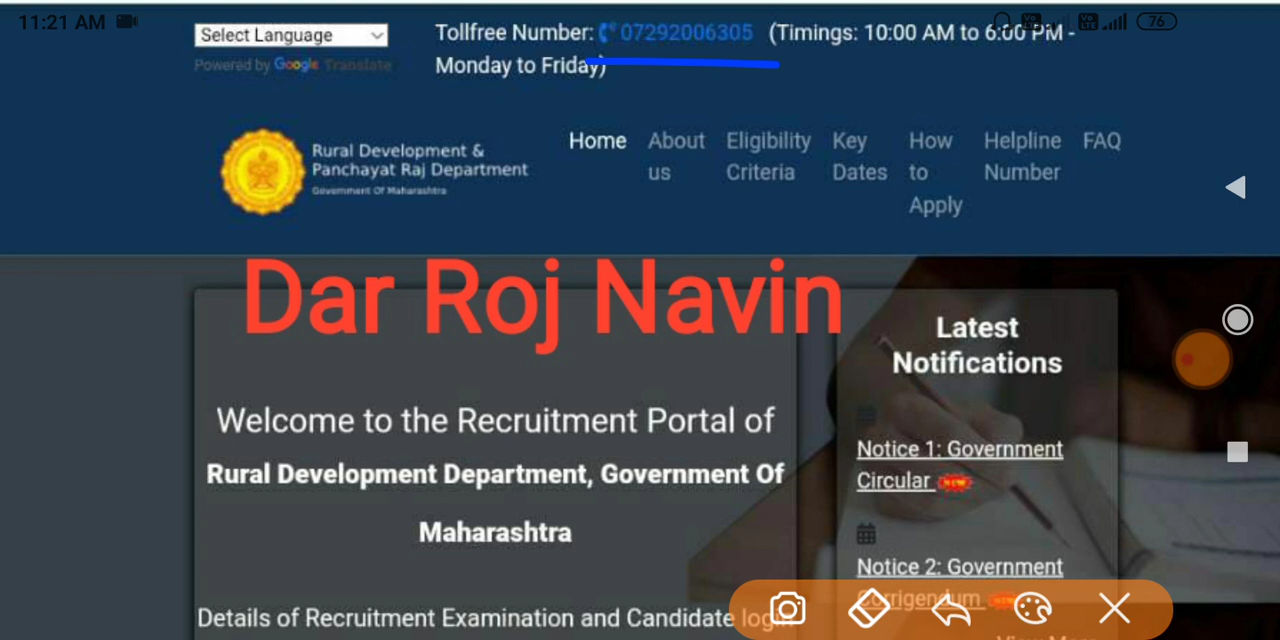 11:21 AM
76
Select Language
Powered by Google Translate
Tollfree Number: 07292006305 (Timings: 10:00 AM to 6:00 PM -
Monday to Friday)
Rural Development &
Panchayat Raj Department
Government Of Maharashtra
Home
About
us
Eligibility
Criteria
Key
Dates
How
to
Apply
Helpline
Number
FAQ
Dar Roj Navin
Welcome to the Recruitment Portal of
Rural Development Department, Government Of
Maharashtra
Details of Recruitment Examination and Candidate login
Latest
Notifications
Notice 1: Government
Circular NEW
Notice 2: Government
Corrigendum